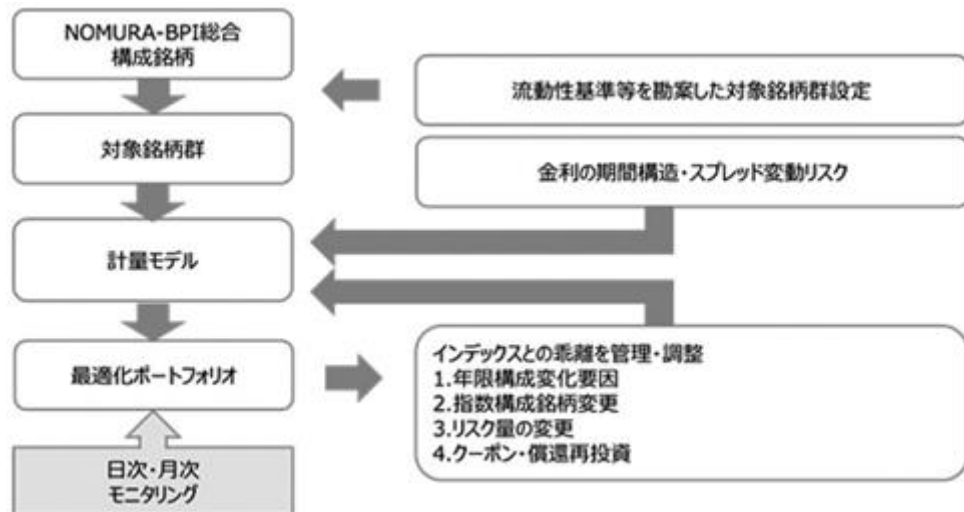 NOMURA-BPI総合
構成銘柄
流動性基準等を勘案した対象銘柄群設定
対象銘柄群
金利の期間構造・スプレッド変動リスク
計量モデル
最適化ポートフォリオ
インデックスとの乖離を管理・調整
1.年限構成変化要因
2.指数構成銘柄変更
3.リスク量の変更
4.クーポン・償還再投資
日次・月次
モニタリング